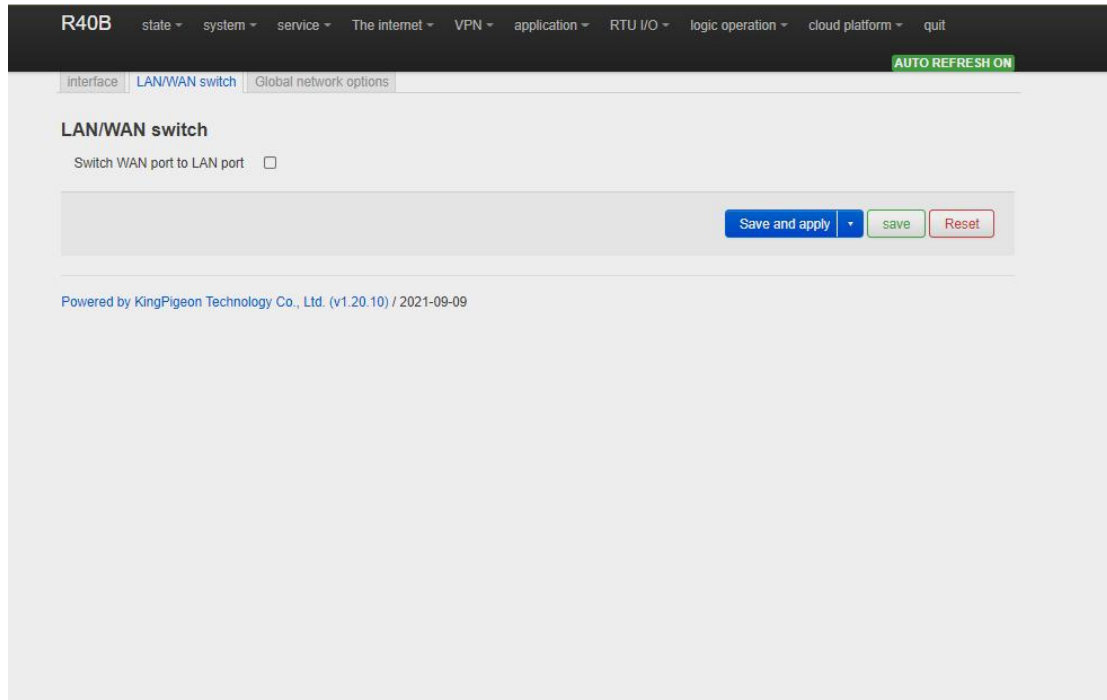 R40B state system service The internet VPN application RTU I/O logic operation cloud platform quit
AUTO REFRESH ON
interface LAN/WAN switch Global network options
LAN/WAN switch
Switch WAN port to LAN port
Save and apply save Reset
Powered by KingPigeon Technology Co., Ltd. (v1.20.10) / 2021-09-09